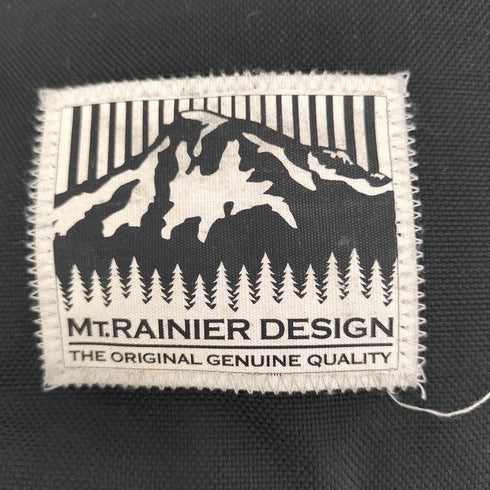 MT.RAINIER DESIGN
THE ORIGINAL GENUINE QUALITY